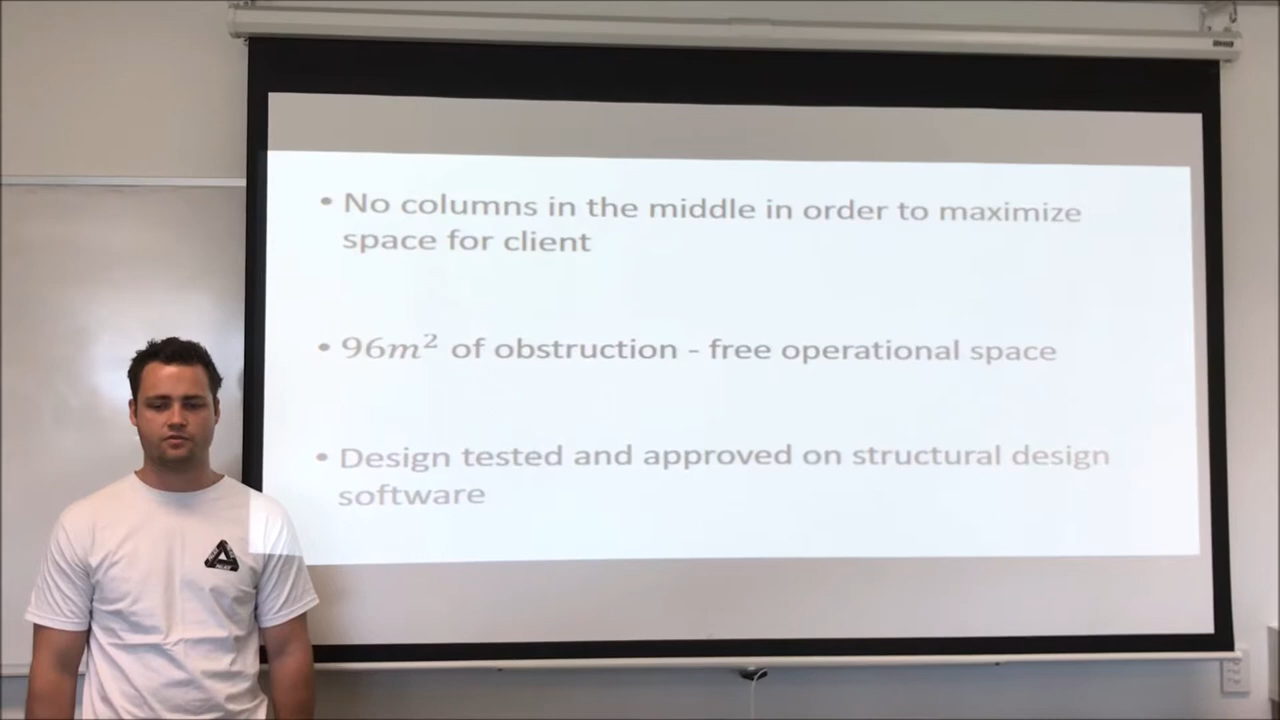 • No columns in the middle in order to maximize
space for client
• 96m² of obstruction - free operational space
• Design tested and approved on structural design
software